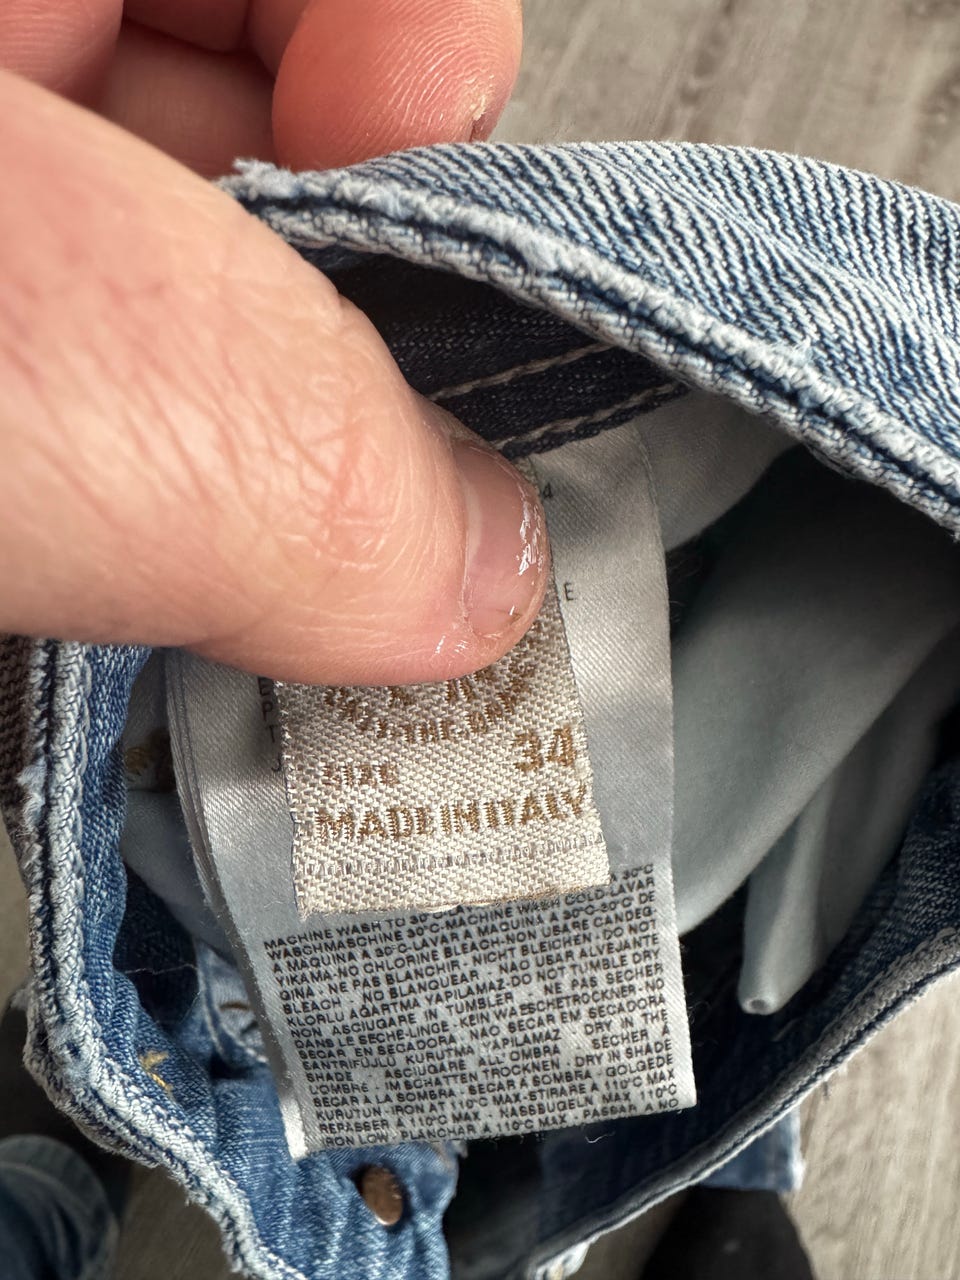 4
E
E
P
T
J
SIZE 34
MADE IN ITALY
30°C
MACHINE WASH TO 30°C-LA MACHINE WASH COLD-LAVAR
WASCHMASCHINE 30°C-LAVAR A MAQUINA A 30°C-30°C DE
A MAQUINA A 30°C-LAVAR A MAQUINA A 30°C-30°C DE
YIKAMA-NO CHLORINE BLEACH-NON USARE CANDEG-
GINA - NE PAS BLANCHIR - NICHT BLEICHEN - DO NOT
BLEACH - NO BLANQUEAR - NAO USAR ALVEJANTE
KLORLU AGARTMA YAPILAMAZ-DO NOT TUMBLE DRY
NON ASCIUGARE IN TUMBLER - NE PAS SECHER
DANS LE SECHE-LINGE - KEIN WAESCHETROCKNER - NO
SECAR EN SECADORA NAO SECAR EM SECADORA
SANTRIFUJLU KURUTMA YAPILAMAZ DRY IN THE
SHADE - ASCIUGARE ALL'OMBRA - SECHER A
L'OMBRE - IM SCHATTEN TROCKNEN - DRY IN SHADE
SECAR A LA SOMBRA - SECAR A SOMBRA - GOLGEDE
KURUTUN - IRON AT 110°C MAX-STIRARE A 110°C MAX
REPASSER A 110°C MAX - NASSBUGELN MAX 110°C
IRON LOW - PLANCHAR A 110°C MAX - PASSAR NO